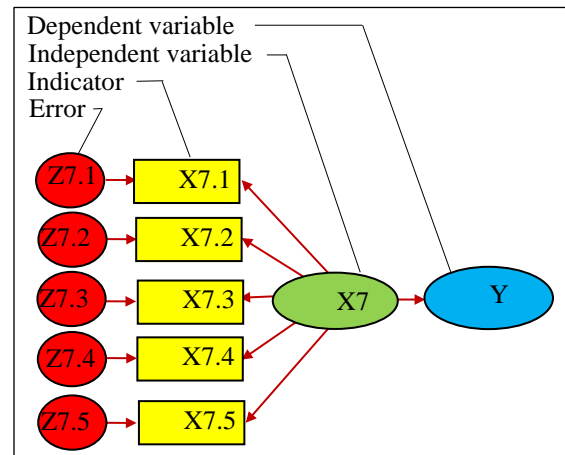 Dependent variable
Independent variable
Indicator
Error
Z7.1 X7.1
Z7.2 X7.2
Z7.3 X7.3 X7 Y
Z7.4 X7.4
Z7.5 X7.5